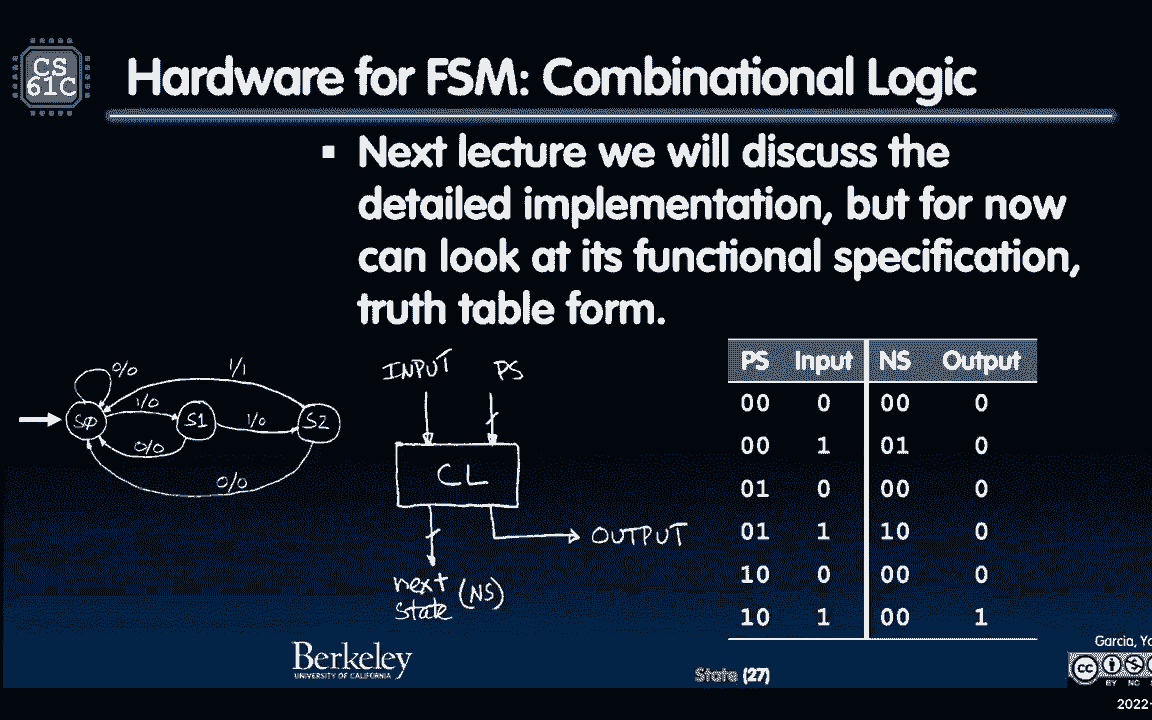 CS
61C
Hardware for FSM: Combinational Logic
▪ Next lecture we will discuss the
detailed implementation, but for now
can look at its functional specification,
truth table form.
0/0
1/1
1/0
SØ
S1
1/0
S2
0/0
0/0
INPUT PS
CL
OUTPUT
next
state (NS)
PS Input NS Output
00 0 00 0
00 1 01 0
01 0 00 0
01 1 10 0
10 0 00 0
10 1 00 1
Berkeley
UNIVERSITY OF CALIFORNIA
State (27)
Garcia,
cc
BY NC
2022-